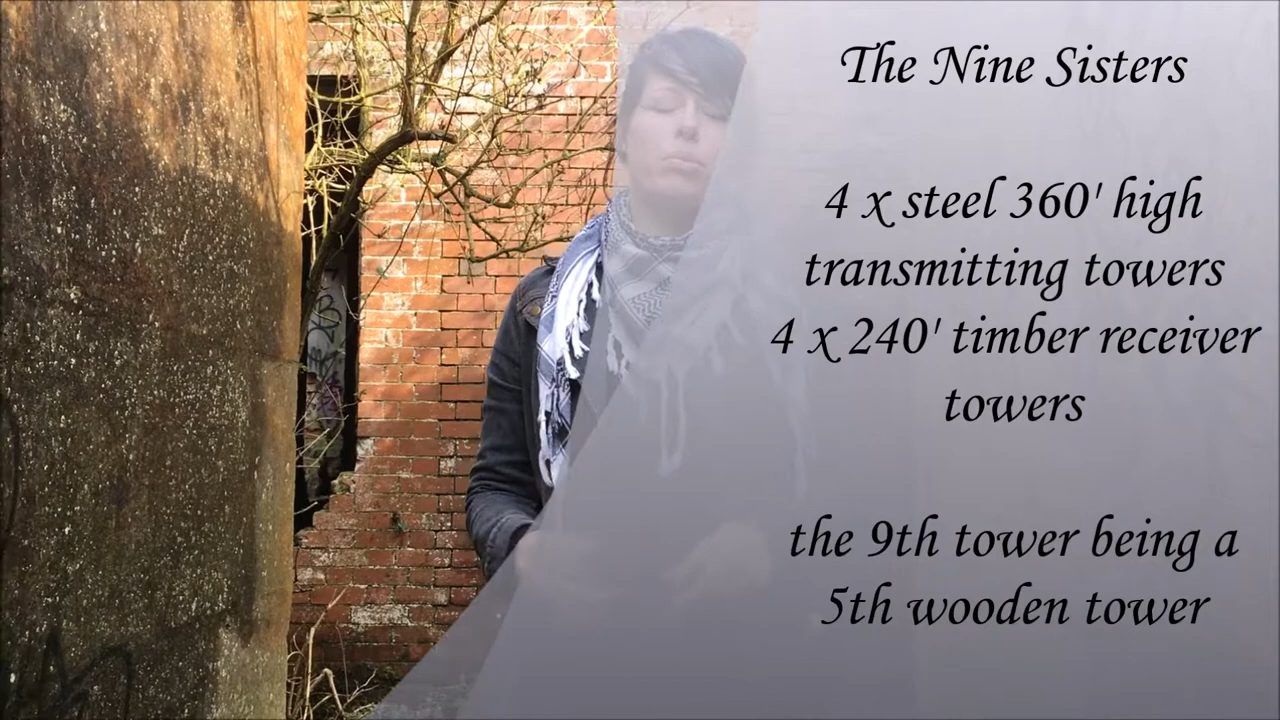 The Nine Sisters
4 x steel 360' high
transmitting towers
4 x 240' timber receiver
towers
the 9th tower being a
5th wooden tower